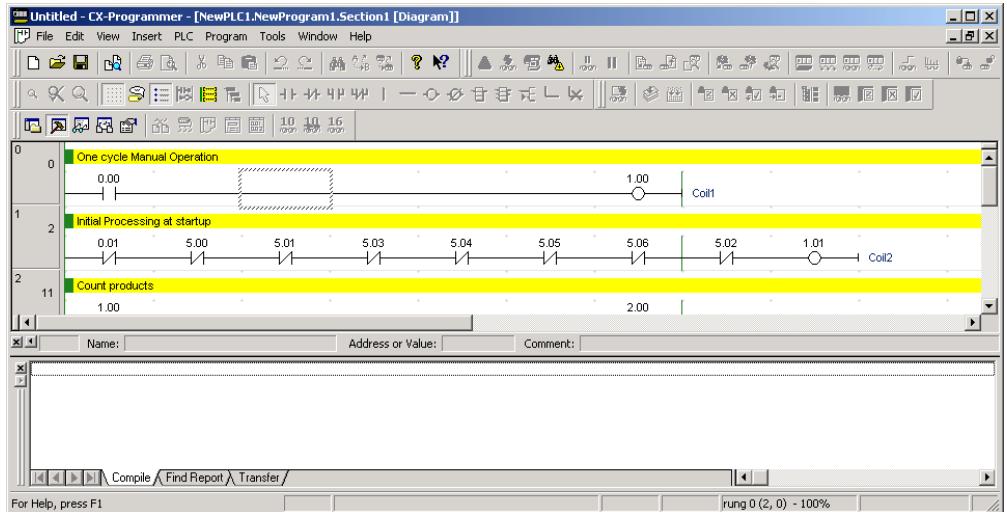 Untitled - CX-Programmer - [NewPLC1.NewProgram1.Section1 [Diagram]]
File Edit View Insert PLC Program Tools Window Help
10 10 16
0 0 One cycle Manual Operation
0.00 1.00
Coil1
1 2 Initial Processing at startup
0.01 5.00 5.01 5.03 5.04 5.05 5.06 5.02 1.01
Coil2
2 11 Count products
1.00 2.00
Name: Address or Value: Comment:
Compile Find Report Transfer
For Help, press F1 rung 0 (2, 0) - 100%